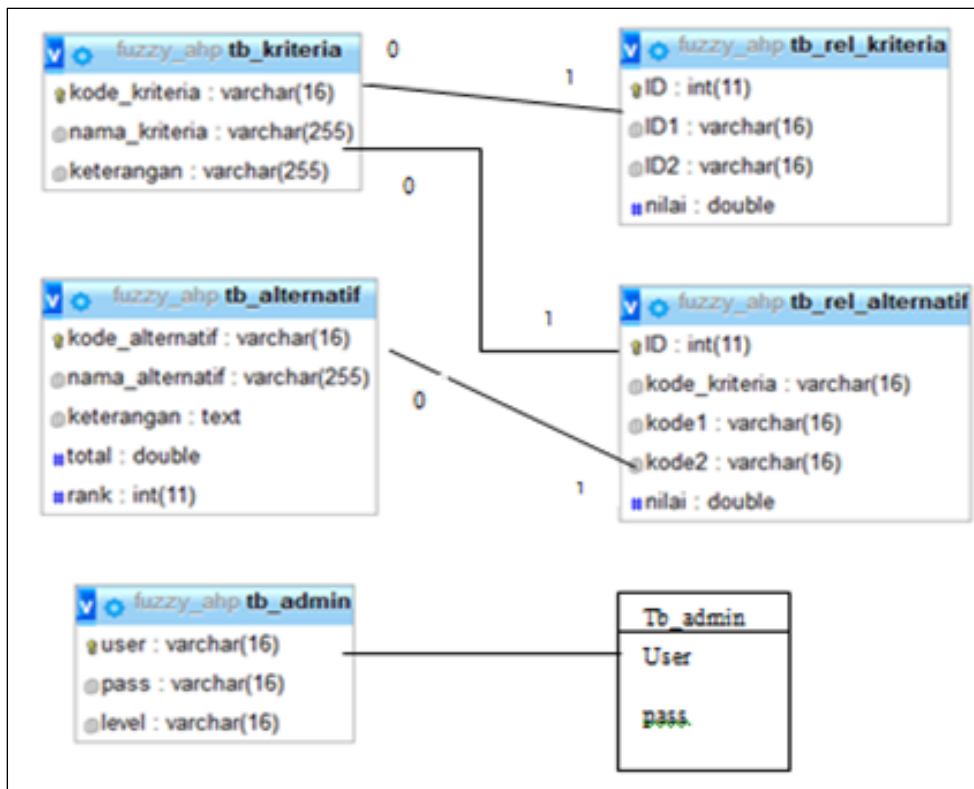 fuzzy_ahp tb_kriteria
kode_kriteria : varchar(16)
nama_kriteria : varchar(255)
keterangan : varchar(255)
0
1
fuzzy_ahp tb_rel_kriteria
ID : int(11)
ID1 : varchar(16)
ID2 : varchar(16)
nilai : double
0
1
fuzzy_ahp tb_alternatif
kode_alternatif : varchar(16)
nama_alternatif : varchar(255)
keterangan : text
total : double
rank : int(11)
0
1
fuzzy_ahp tb_rel_alternatif
ID : int(11)
kode_kriteria : varchar(16)
kode1 : varchar(16)
kode2 : varchar(16)
nilai : double
fuzzy_ahp tb_admin
user : varchar(16)
pass : varchar(16)
level : varchar(16)
Tb_admin
User
pass